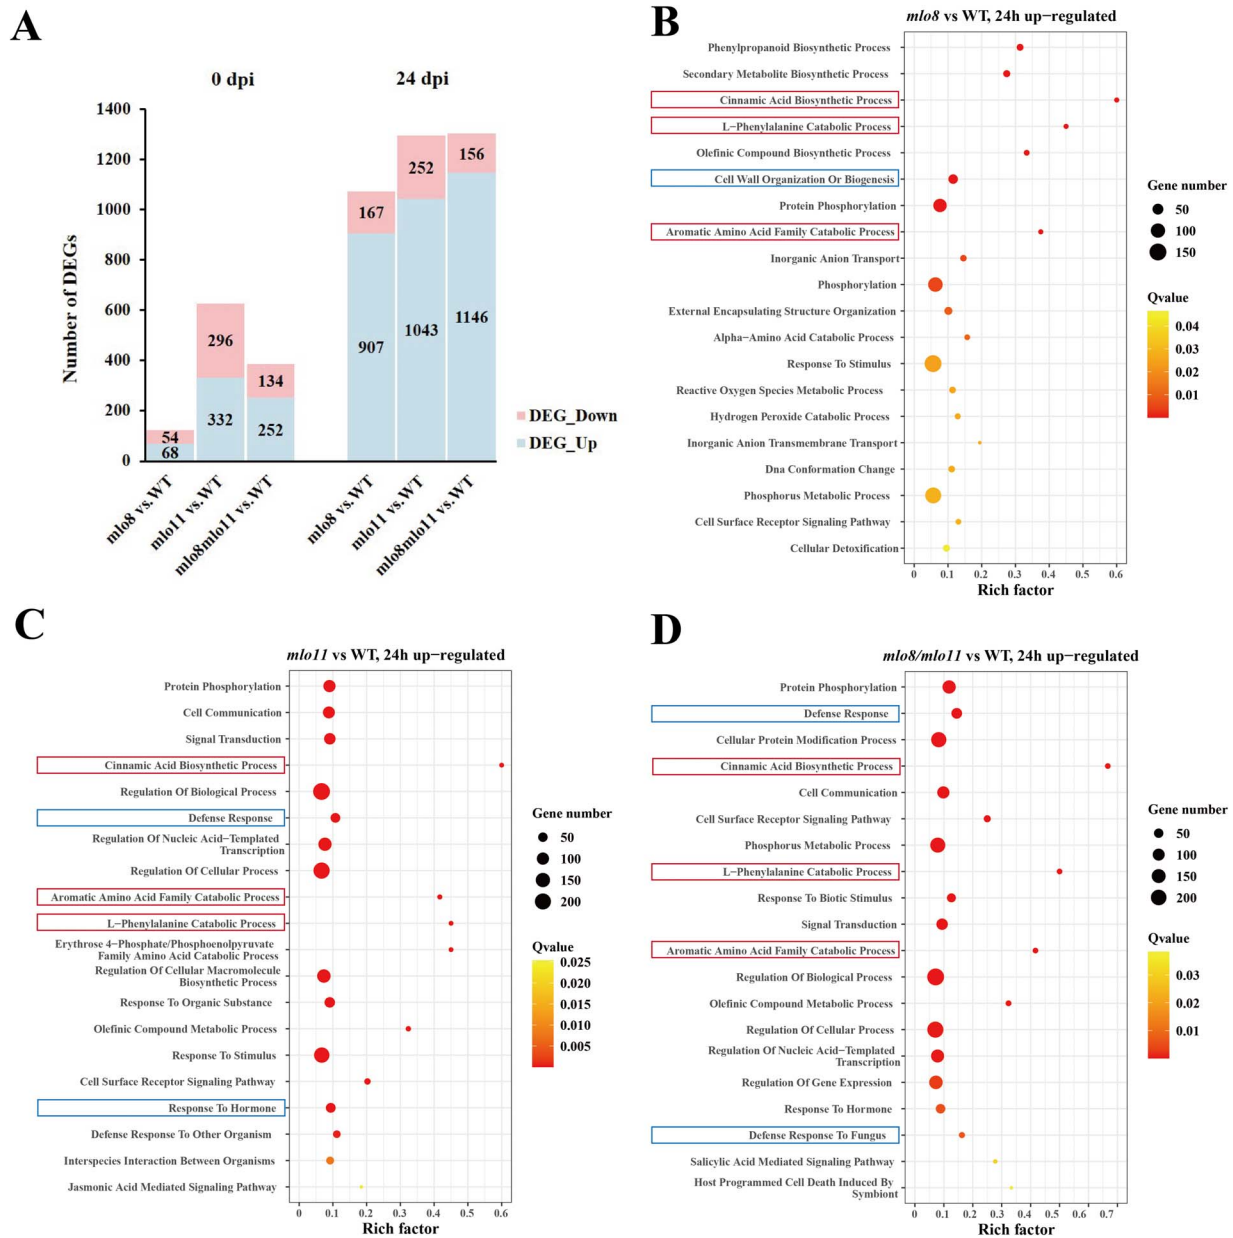 A
0 dpi
24 dpi
Number of DEGs
1400
1200
1000
800
600
400
200
0
54
68
296
332
134
252
167
907
252
1043
156
1146
DEG_Down
DEG_Up
mlo8 vs.WT
mlo11 vs.WT
mlo8mlo11 vs.WT
mlo8 vs.WT
mlo11 vs.WT
mlo8mlo11 vs.WT
B
mlo8 vs WT, 24h up−regulated
Phenylpropanoid Biosynthetic Process
Secondary Metabolite Biosynthetic Process
Cinnamic Acid Biosynthetic Process
L−Phenylalanine Catabolic Process
Olefinic Compound Biosynthetic Process
Cell Wall Organization Or Biogenesis
Protein Phosphorylation
Aromatic Amino Acid Family Catabolic Process
Inorganic Anion Transport
Phosphorylation
External Encapsulating Structure Organization
Alpha−Amino Acid Catabolic Process
Response To Stimulus
Reactive Oxygen Species Metabolic Process
Hydrogen Peroxide Catabolic Process
Inorganic Anion Transmembrane Transport
Dna Conformation Change
Phosphorus Metabolic Process
Cell Surface Receptor Signaling Pathway
Cellular Detoxification
0 0.1 0.2 0.3 0.4 0.5 0.6
Rich factor
Gene number
50
100
150
Qvalue
0.04
0.03
0.02
0.01
C
mlo11 vs WT, 24h up−regulated
Protein Phosphorylation
Cell Communication
Signal Transduction
Cinnamic Acid Biosynthetic Process
Regulation Of Biological Process
Defense Response
Regulation Of Nucleic Acid−Templated
Transcription
Regulation Of Cellular Process
Aromatic Amino Acid Family Catabolic Process
L−Phenylalanine Catabolic Process
Erythrose 4−Phosphate/Phosphoenolpyruvate
Family Amino Acid Catabolic Process
Regulation Of Cellular Macromolecule
Biosynthetic Process
Response To Organic Substance
Olefinic Compound Metabolic Process
Response To Stimulus
Cell Surface Receptor Signaling Pathway
Response To Hormone
Defense Response To Other Organism
Interspecies Interaction Between Organisms
Jasmonic Acid Mediated Signaling Pathway
0 0.1 0.2 0.3 0.4 0.5 0.6
Rich factor
Gene number
50
100
150
200
Qvalue
0.025
0.020
0.015
0.010
0.005
D
mlo8/mlo11 vs WT, 24h up−regulated
Protein Phosphorylation
Defense Response
Cellular Protein Modification Process
Cinnamic Acid Biosynthetic Process
Cell Communication
Cell Surface Receptor Signaling Pathway
Phosphorus Metabolic Process
L−Phenylalanine Catabolic Process
Response To Biotic Stimulus
Signal Transduction
Aromatic Amino Acid Family Catabolic Process
Regulation Of Biological Process
Olefinic Compound Metabolic Process
Regulation Of Cellular Process
Regulation Of Nucleic Acid−Templated
Transcription
Regulation Of Gene Expression
Response To Hormone
Defense Response To Fungus
Salicylic Acid Mediated Signaling Pathway
Host Programmed Cell Death Induced By
Symbiont
0 0.1 0.2 0.3 0.4 0.5 0.6 0.7
Rich factor
Gene number
50
100
150
200
Qvalue
0.03
0.02
0.01